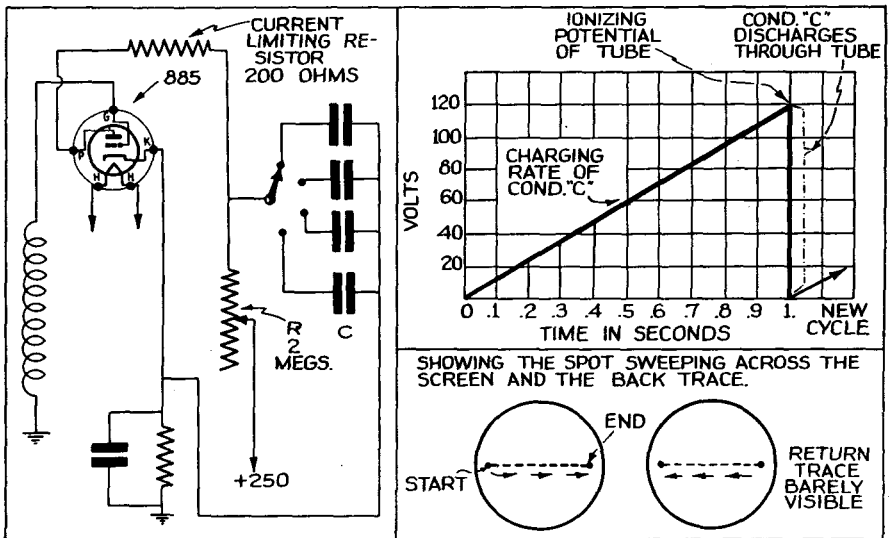 CURRENT
LIMITING RE-
SISTOR
200 OHMS
885
G
P
K
H
H
R
2
MEGS.
C
+250
IONIZING
POTENTIAL
OF TUBE
COND. "C"
DISCHARGES
THROUGH TUBE
CHARGING
RATE OF
COND. "C"
VOLTS
120
100
80
60
40
20
0 .1 .2 .3 .4 .5 .6 .7 .8 .9 1.
TIME IN SECONDS
NEW
CYCLE
SHOWING THE SPOT SWEEPING ACROSS THE
SCREEN AND THE BACK TRACE.
START
END
RETURN
TRACE
BARELY
VISIBLE